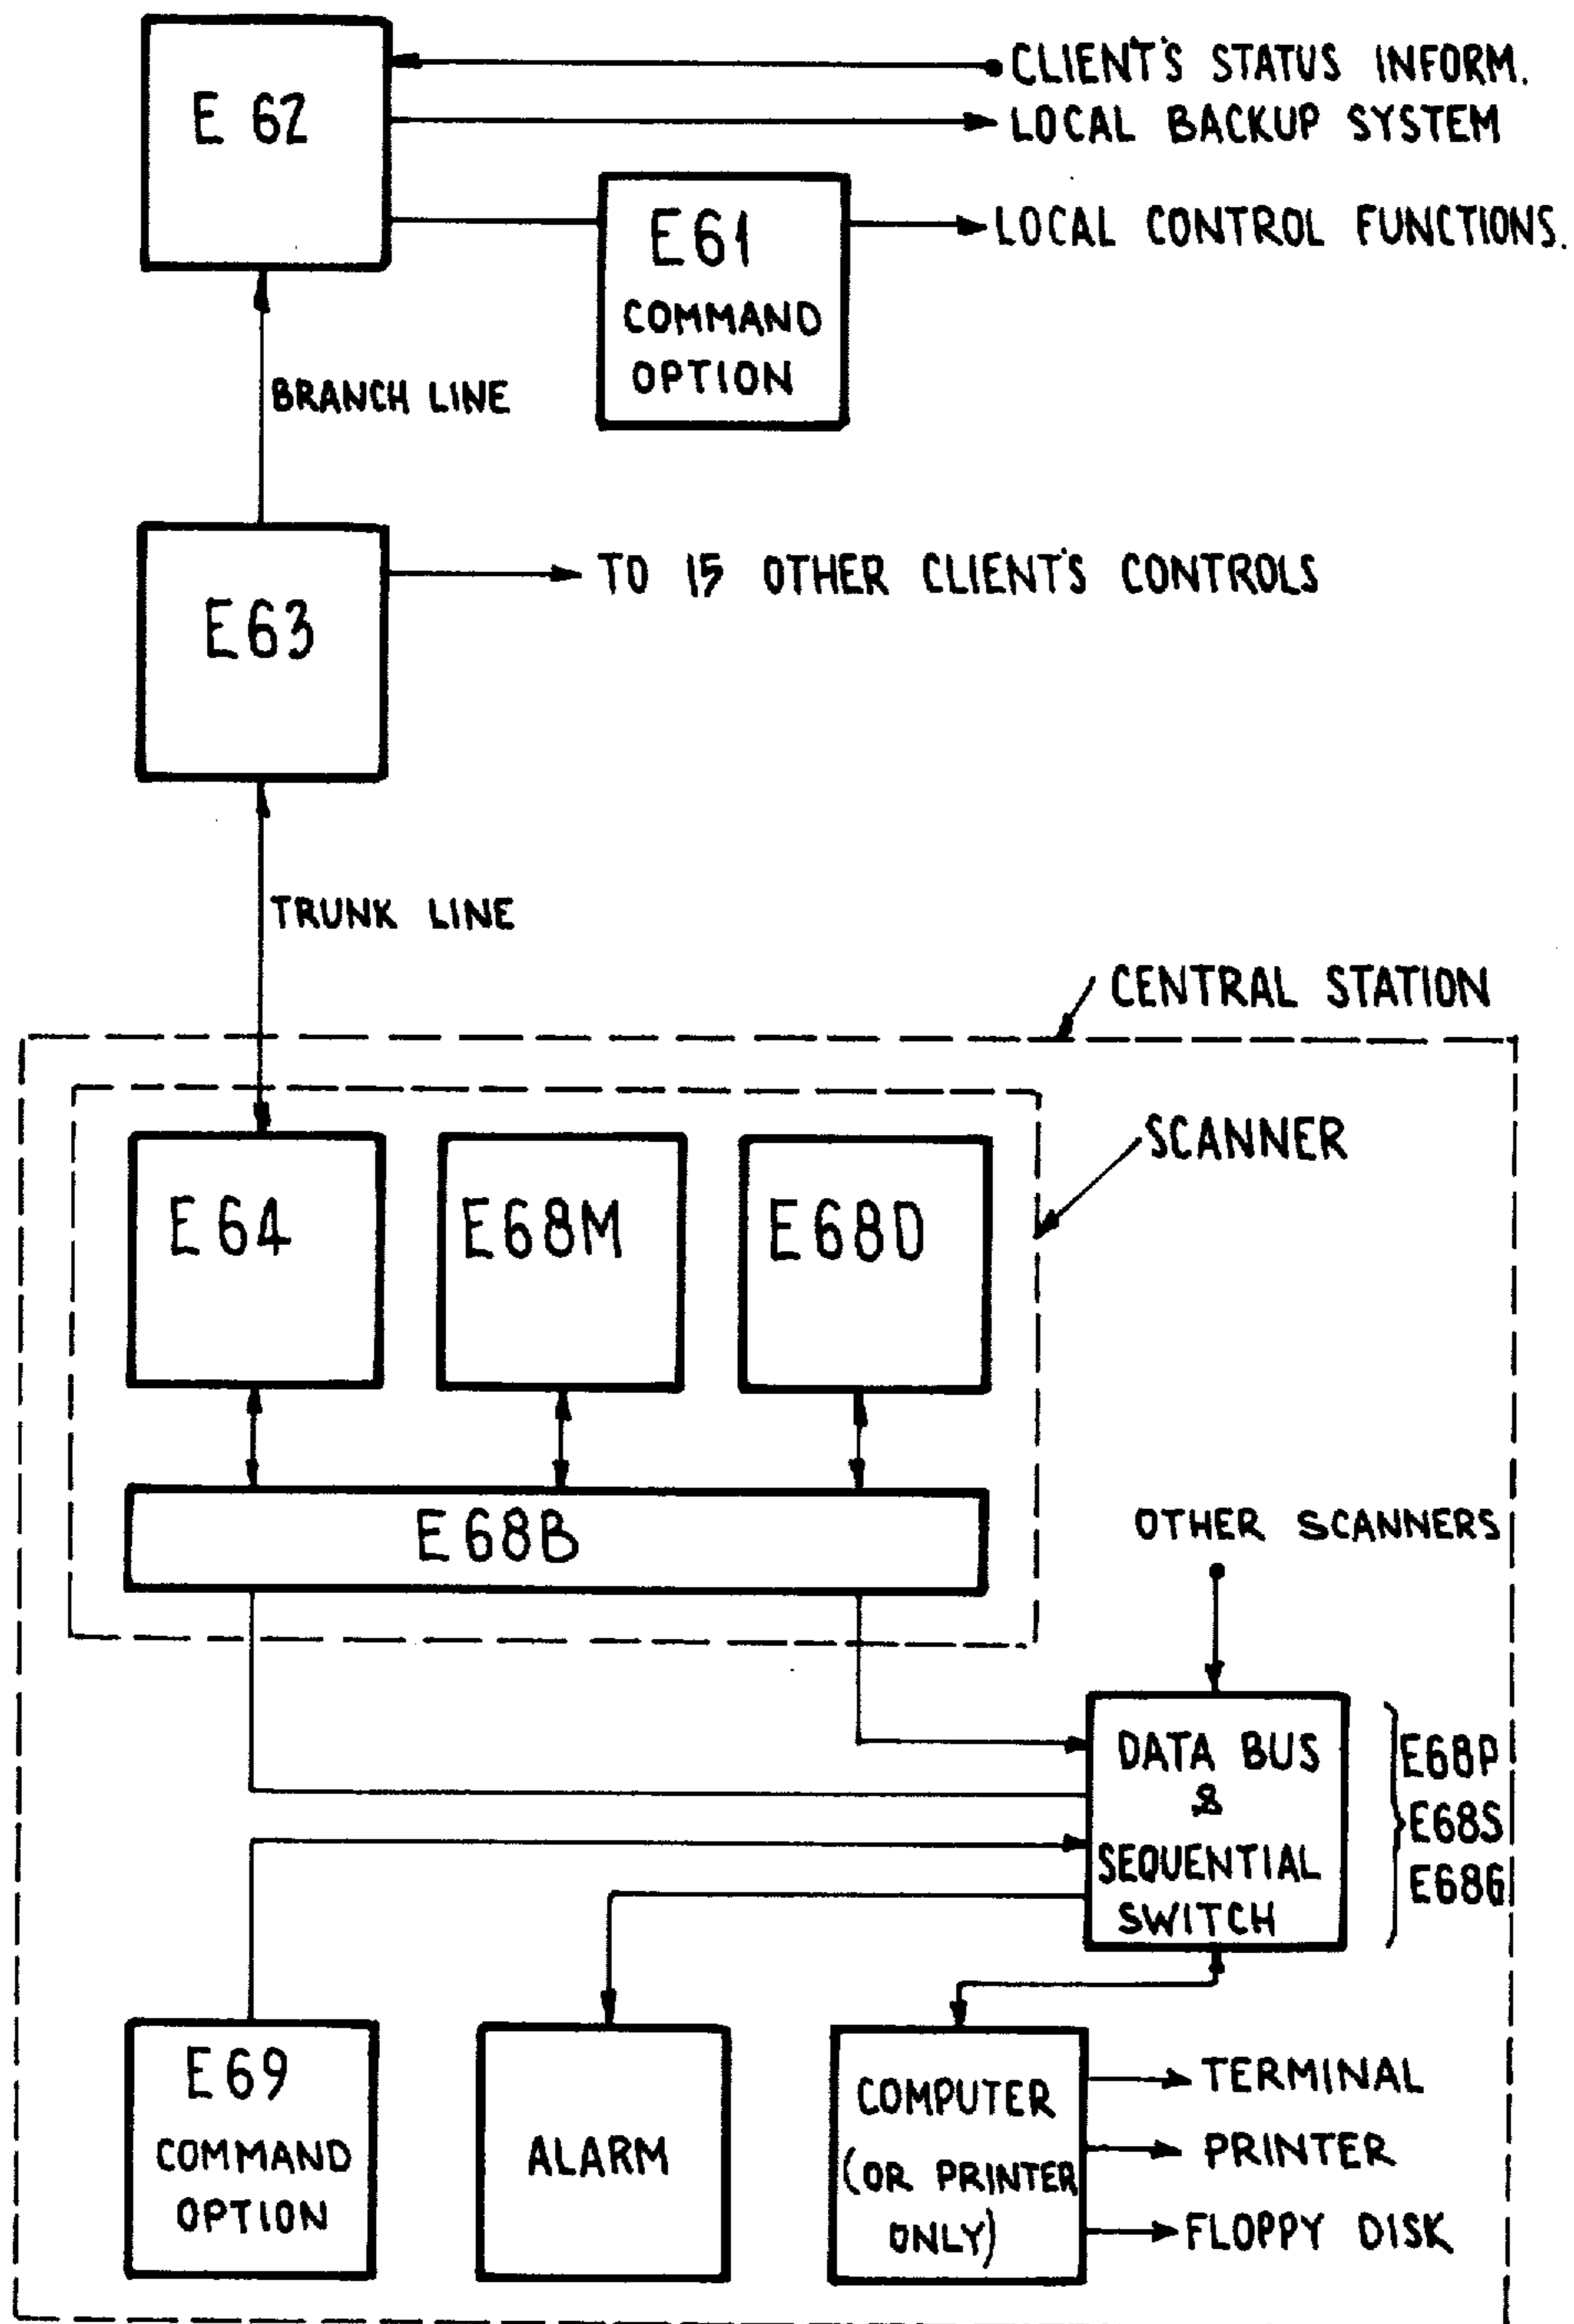 E 62
CLIENT'S STATUS INFORM.
LOCAL BACKUP SYSTEM
E61
COMMAND
OPTION
LOCAL CONTROL FUNCTIONS.
BRANCH LINE
E63
TO 15 OTHER CLIENT'S CONTROLS
TRUNK LINE
CENTRAL STATION
SCANNER
E64
E68M
E68D
E68B
OTHER SCANNERS
DATA BUS
&
SEQUENTIAL
SWITCH
E68P
E68S
E68G
E69
COMMAND
OPTION
ALARM
COMPUTER
(OR PRINTER
ONLY)
TERMINAL
PRINTER
FLOPPY DISK